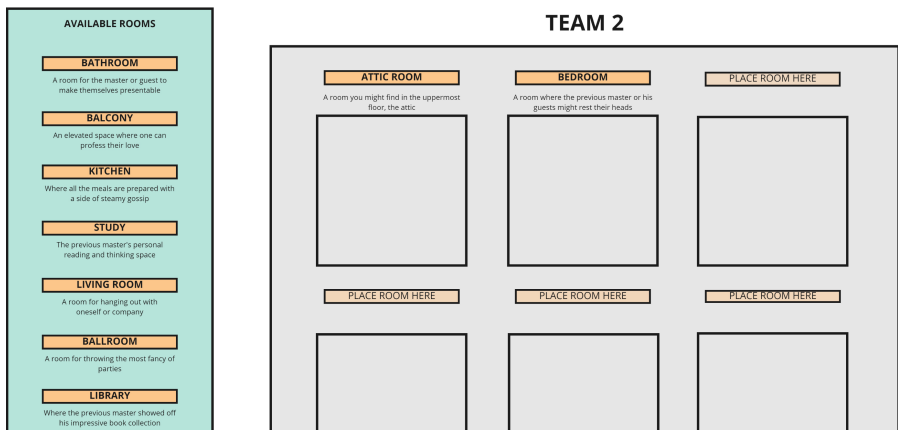 AVAILABLE ROOMS
BATHROOM
A room for the master or guest to
make themselves presentable
BALCONY
An elevated space where one can
profess their love
KITCHEN
Where all the meals are prepared with
a side of steamy gossip
STUDY
The previous master's personal
reading and thinking space
LIVING ROOM
A room for hanging out with
oneself or company
BALLROOM
A room for throwing the most fancy of
parties
LIBRARY
Where the previous master showed off
his impressive book collection
TEAM 2
ATTIC ROOM
A room you might find in the uppermost
floor, the attic
BEDROOM
A room where the previous master or his
guests might rest their heads
PLACE ROOM HERE
PLACE ROOM HERE
PLACE ROOM HERE
PLACE ROOM HERE